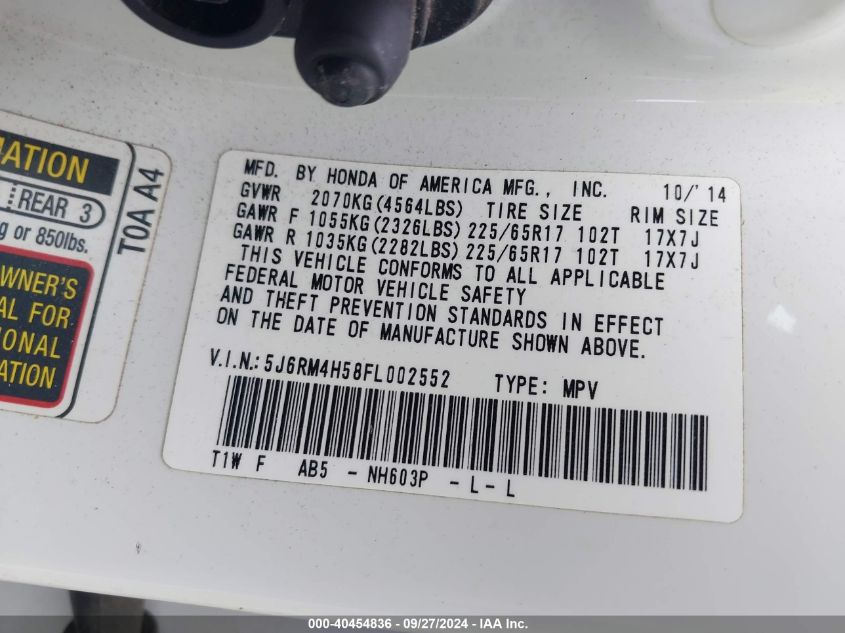 MATION
REAR 3
g or 850lbs.
WNER'S
AL FOR
IONAL
ATION
T0A A4
MFD. BY HONDA OF AMERICA MFG., INC. 10/'14
GVWR 2070KG(4564LBS) TIRE SIZE RIM SIZE
GAWR F 1055KG(2326LBS) 225/65R17 102T 17X7J
GAWR R 1035KG(2282LBS) 225/65R17 102T 17X7J
THIS VEHICLE CONFORMS TO ALL APPLICABLE
FEDERAL MOTOR VEHICLE SAFETY
AND THEFT PREVENTION STANDARDS IN EFFECT
ON THE DATE OF MANUFACTURE SHOWN ABOVE.
V.I.N.: 5J6RM4H58FL002552 TYPE: MPV
T1W F AB5 - NH603P - L - L
000-40454836 - 09/27/2024 - IAA Inc.